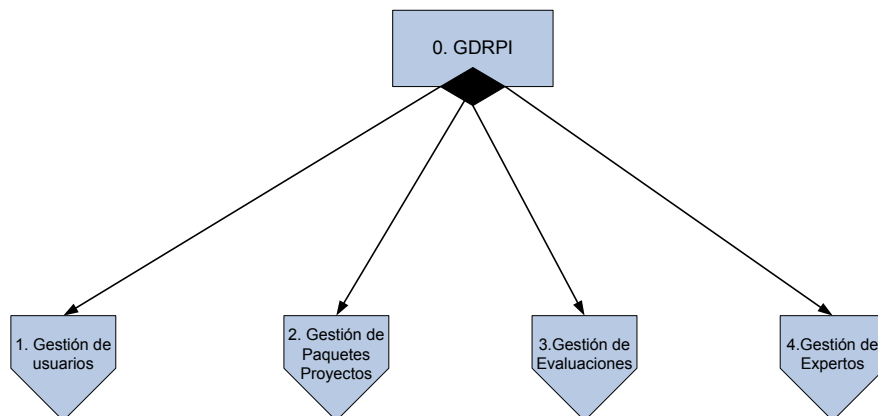 0. GDRPI
1. Gestión de
usuarios
2. Gestión de
Paquetes
Proyectos
3.Gestión de
Evaluaciones
4.Gestión de
Expertos